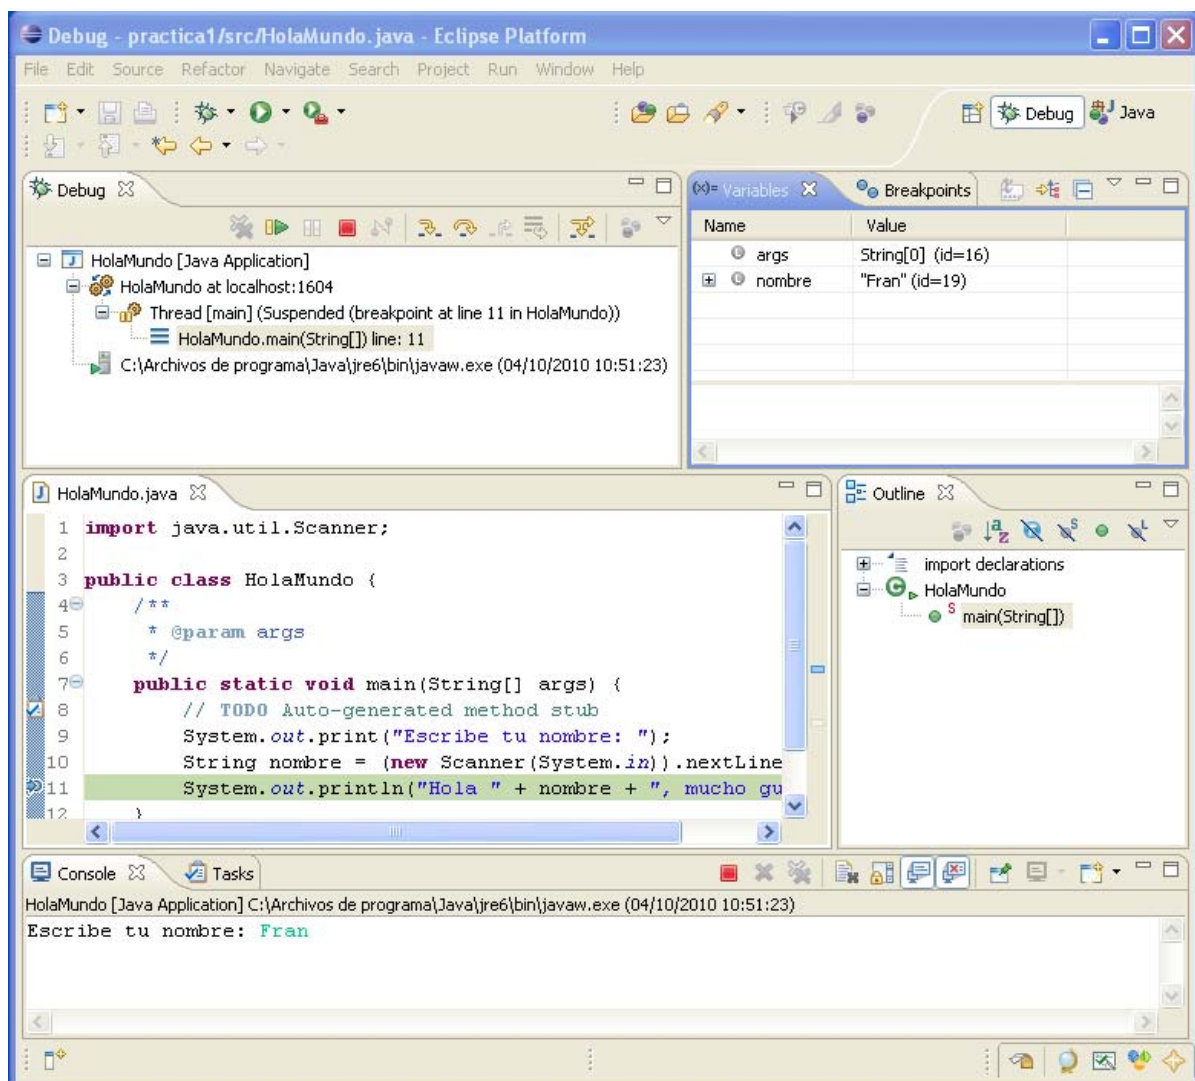 Debug - practica1/src/HolaMundo.java - Eclipse Platform
File Edit Source Refactor Navigate Search Project Run Window Help
Debug Java
Debug
HolaMundo [Java Application]
HolaMundo at localhost:1604
Thread [main] (Suspended (breakpoint at line 11 in HolaMundo))
HolaMundo.main(String[]) line: 11
C:\Archivos de programa\Java\jre6\bin\javaw.exe (04/10/2010 10:51:23)
(x)= Variables Breakpoints
Name Value
args String[0] (id=16)
nombre "Fran" (id=19)
HolaMundo.java
1 import java.util.Scanner;
2
3 public class HolaMundo {
4 /**
5 * @param args
6 */
7 public static void main(String[] args) {
8 // TODO Auto-generated method stub
9 System.out.print("Escribe tu nombre: ");
10 String nombre = (new Scanner(System.in)).nextLine
11 System.out.println("Hola " + nombre + ", mucho gu
12 }
Outline
import declarations
HolaMundo
main(String[])
Console Tasks
HolaMundo [Java Application] C:\Archivos de programa\Java\jre6\bin\javaw.exe (04/10/2010 10:51:23)
Escribe tu nombre: Fran